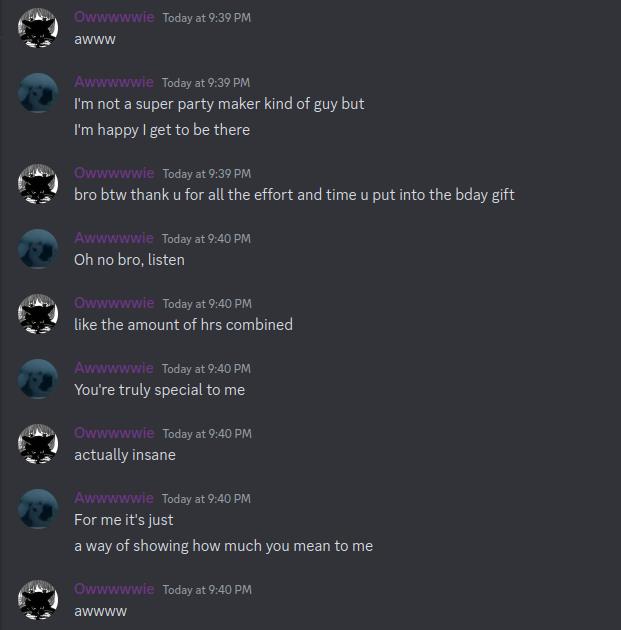 Owwwwwie Today at 9:39 PM
awww
Awwwwwie Today at 9:39 PM
I'm not a super party maker kind of guy but
I'm happy I get to be there
Owwwwwie Today at 9:39 PM
bro btw thank u for all the effort and time u put into the bday gift
Awwwwwie Today at 9:40 PM
Oh no bro, listen
Owwwwwie Today at 9:40 PM
like the amount of hrs combined
Awwwwwie Today at 9:40 PM
You're truly special to me
Owwwwwie Today at 9:40 PM
actually insane
Awwwwwie Today at 9:40 PM
For me it's just
a way of showing how much you mean to me
Owwwwwie Today at 9:40 PM
awwww